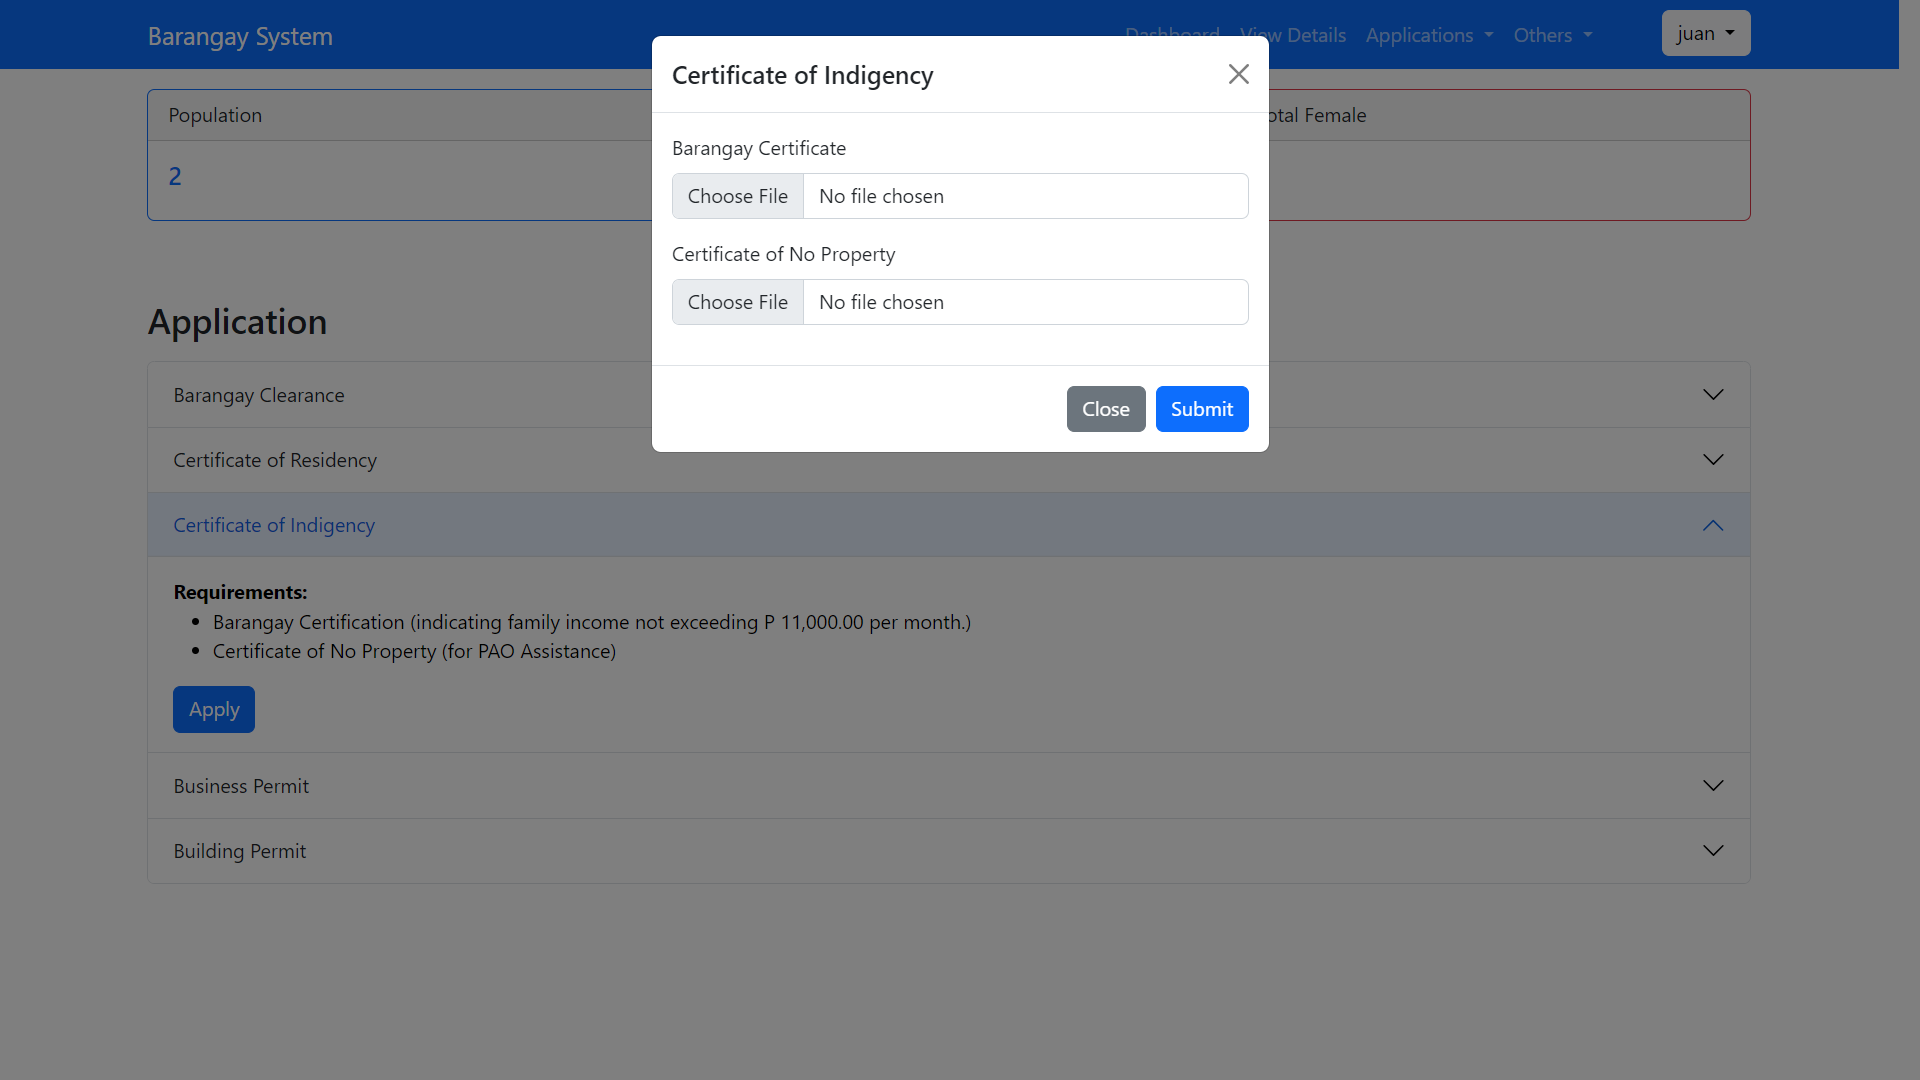 Barangay System
Dashboard View Details Applications Others juan
Certificate of Indigency
Population
otal Female
2
Barangay Certificate
Choose File No file chosen
Certificate of No Property
Choose File No file chosen
Close Submit
Application
Barangay Clearance
Certificate of Residency
Certificate of Indigency
Requirements:
• Barangay Certification (indicating family income not exceeding P 11,000.00 per month.)
• Certificate of No Property (for PAO Assistance)
Apply
Business Permit
Building Permit